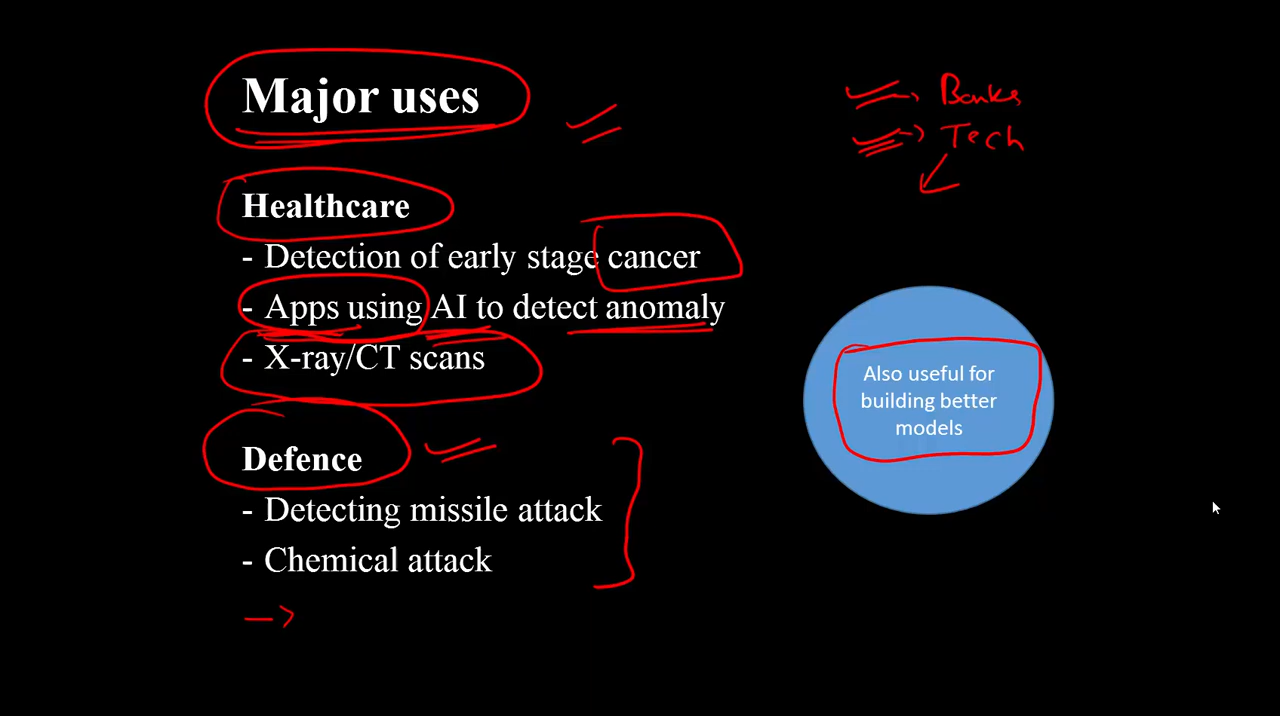 Major uses
Healthcare
- Detection of early stage cancer
- Apps using AI to detect anomaly
- X-ray/CT scans
Defence
- Detecting missile attack
- Chemical attack
Banks
Tech
Also useful for
building better
models